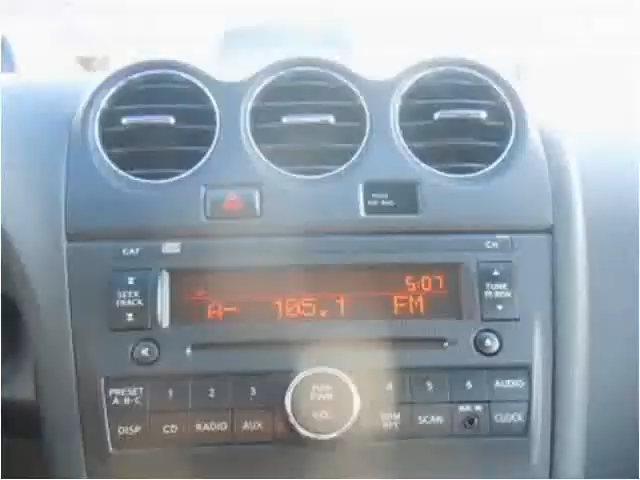 CAT
CH
5:07
A- 105.1 FM
SEEK
TRACK
TUNE
PRESET
A·B·C
1 2 3
4 5 6
AUDIO
DISP
CD
RADIO
AUX
VOL
SCAN
CLOCK